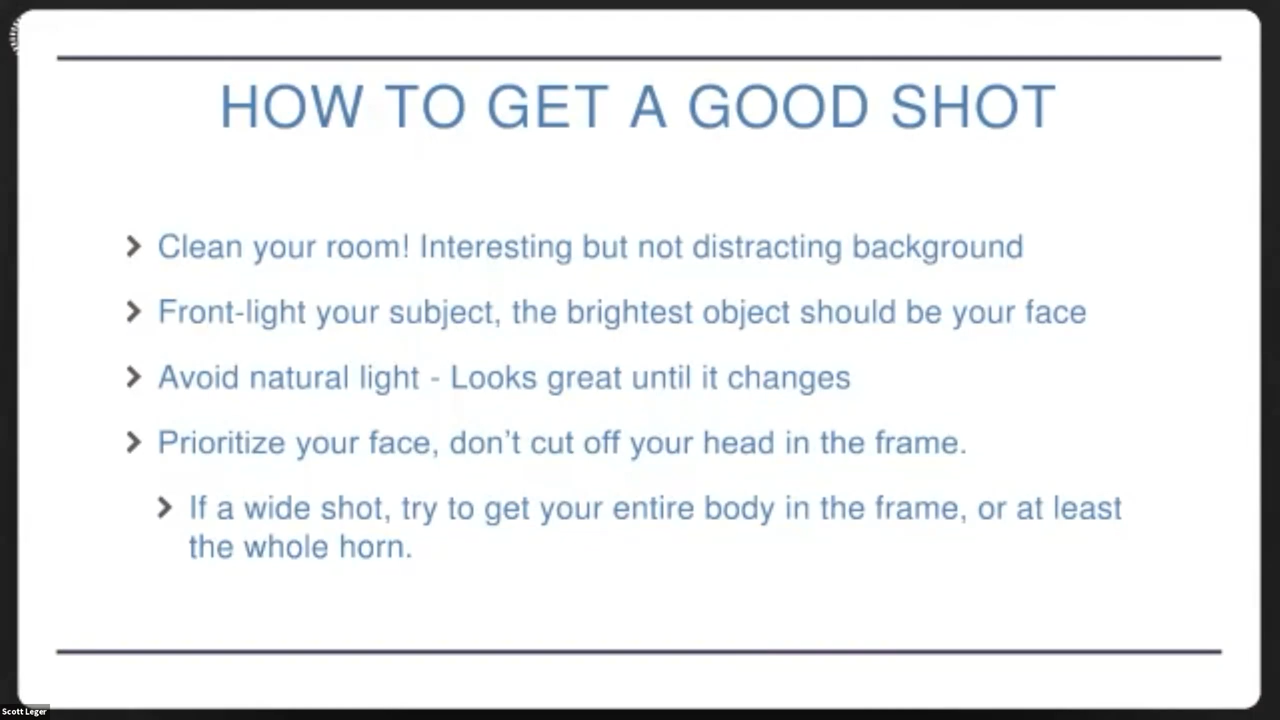 HOW TO GET A GOOD SHOT
Clean your room! Interesting but not distracting background
Front-light your subject, the brightest object should be your face
Avoid natural light - Looks great until it changes
Prioritize your face, don’t cut off your head in the frame.
If a wide shot, try to get your entire body in the frame, or at least
the whole horn.
Scott Leger